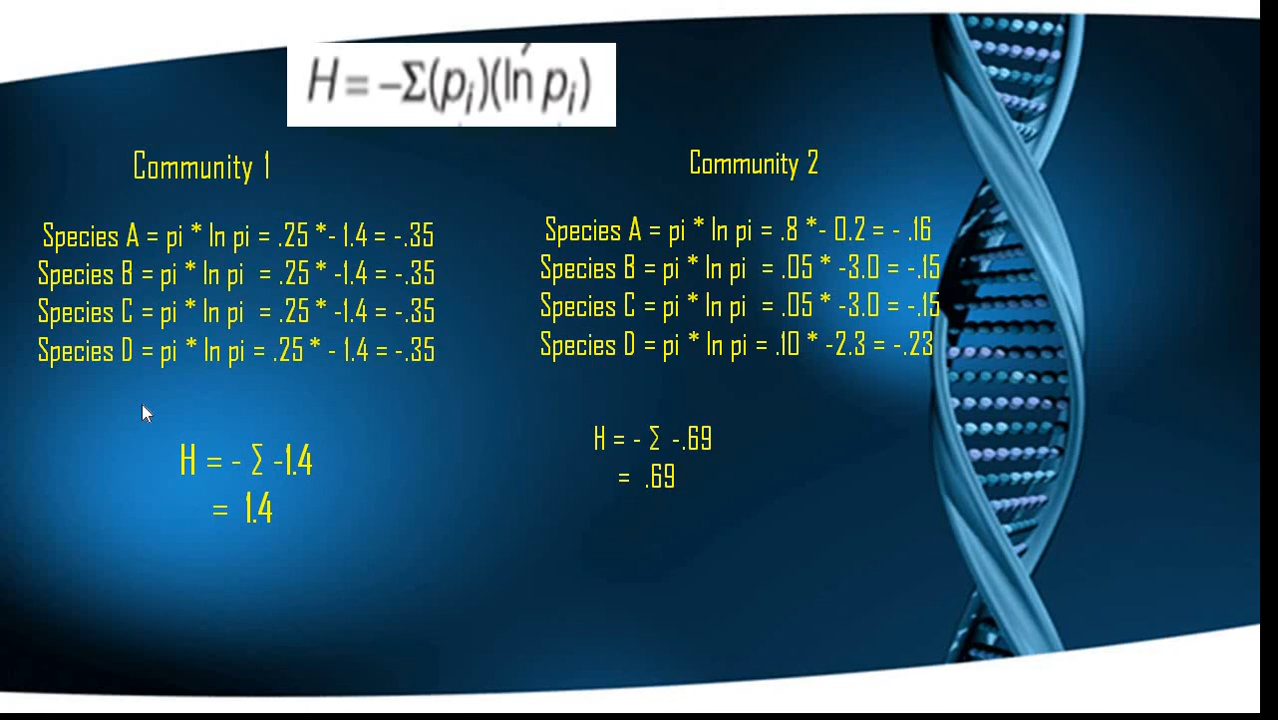 H = −Σ(pi)(ln pi)
Community 1
Species A = pi * ln pi = .25 *- 1.4 = -.35
Species B = pi * ln pi = .25 * -1.4 = -.35
Species C = pi * ln pi = .25 * -1.4 = -.35
Species D = pi * ln pi = .25 * - 1.4 = -.35
H = - Σ -1.4
= 1.4
Community 2
Species A = pi * ln pi = .8 *- 0.2 = - .16
Species B = pi * ln pi = .05 * -3.0 = -.15
Species C = pi * ln pi = .05 * -3.0 = -.15
Species D = pi * ln pi = .10 * -2.3 = -.23
H = - Σ -.69
= .69